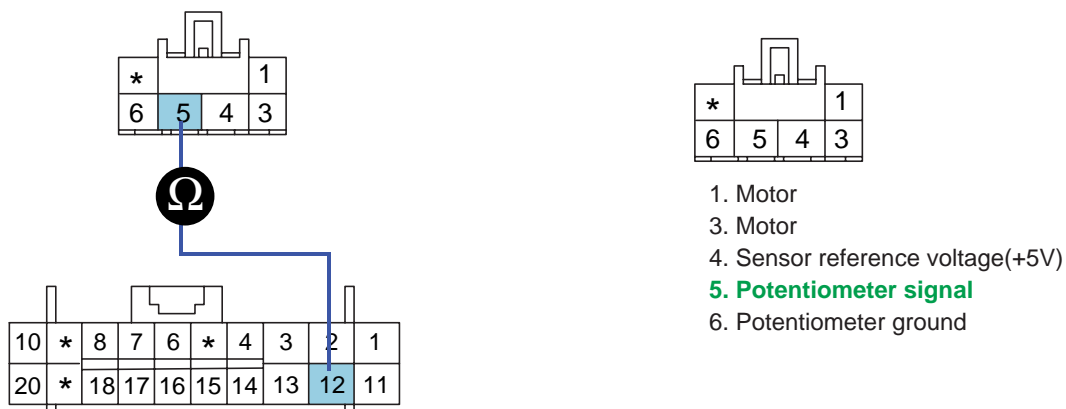 * 1
6 5 4 3
Ω
10 * 8 7 6 * 4 3 2 1
20 * 18 17 16 15 14 13 12 11
* 1
6 5 4 3
1. Motor
3. Motor
4. Sensor reference voltage(+5V)
5. Potentiometer signal
6. Potentiometer ground